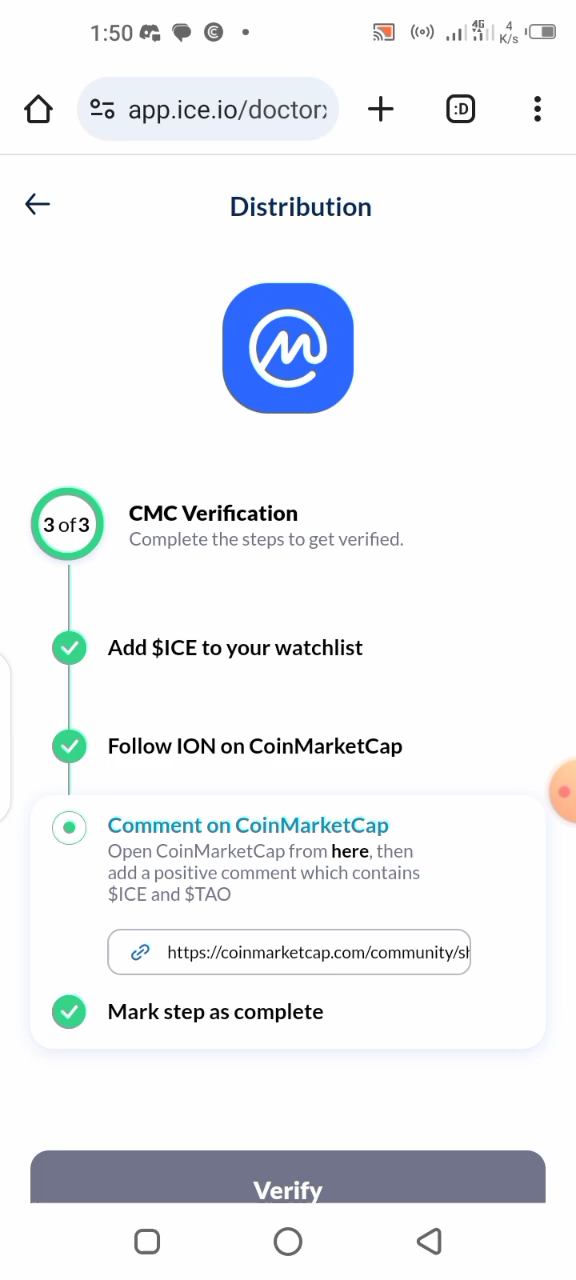 1:50
4G
4
K/s
app.ice.io/doctor
:D
Distribution
3 of 3
CMC Verification
Complete the steps to get verified.
Add $ICE to your watchlist
Follow ION on CoinMarketCap
Comment on CoinMarketCap
Open CoinMarketCap from here, then
add a positive comment which contains
$ICE and $TAO
https://coinmarketcap.com/community/sh
Mark step as complete
Verify